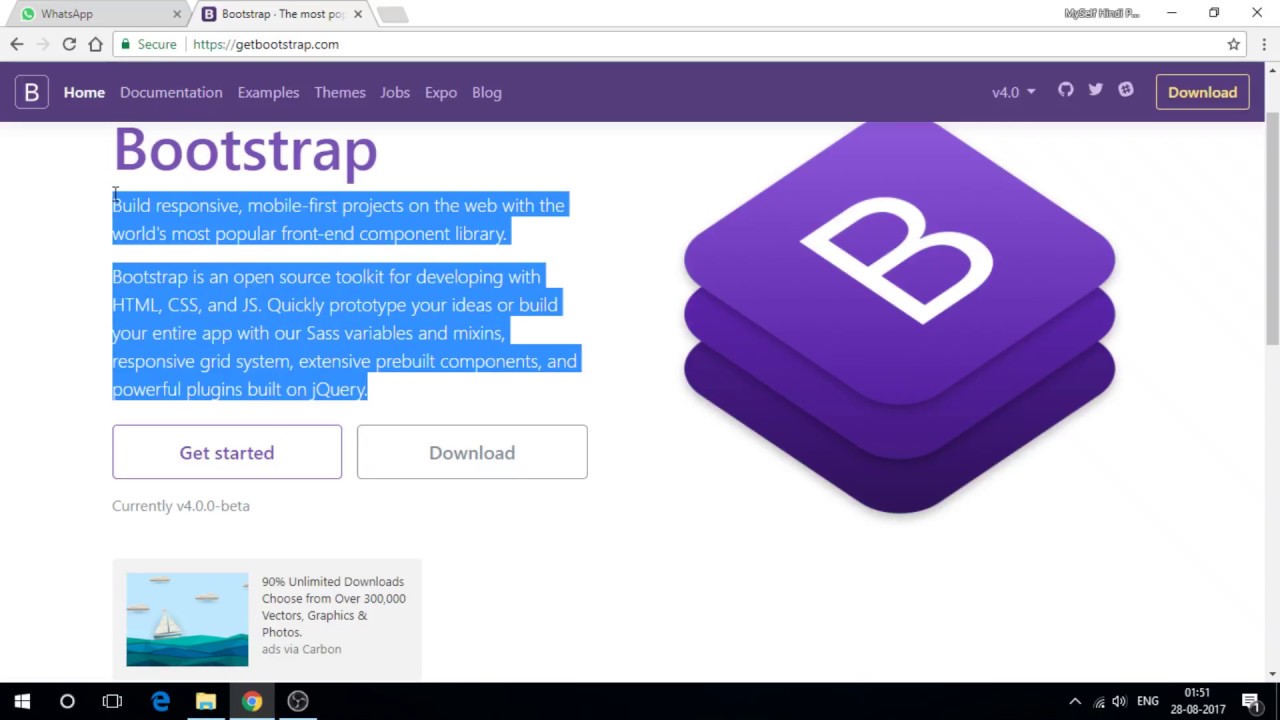 WhatsApp
Bootstrap · The most po
MySelf Hindi P...
Secure
https://getbootstrap.com
B
Home
Documentation
Examples
Themes
Jobs
Expo
Blog
v4.0
Download
Bootstrap
Build responsive, mobile-first projects on the web with the
world's most popular front-end component library.
Bootstrap is an open source toolkit for developing with
HTML, CSS, and JS. Quickly prototype your ideas or build
your entire app with our Sass variables and mixins,
responsive grid system, extensive prebuilt components, and
powerful plugins built on jQuery.
B
Get started
Download
Currently v4.0.0-beta
90% Unlimited Downloads
Choose from Over 300,000
Vectors, Graphics &
Photos.
ads via Carbon
ENG
01:51
28-08-2017
1